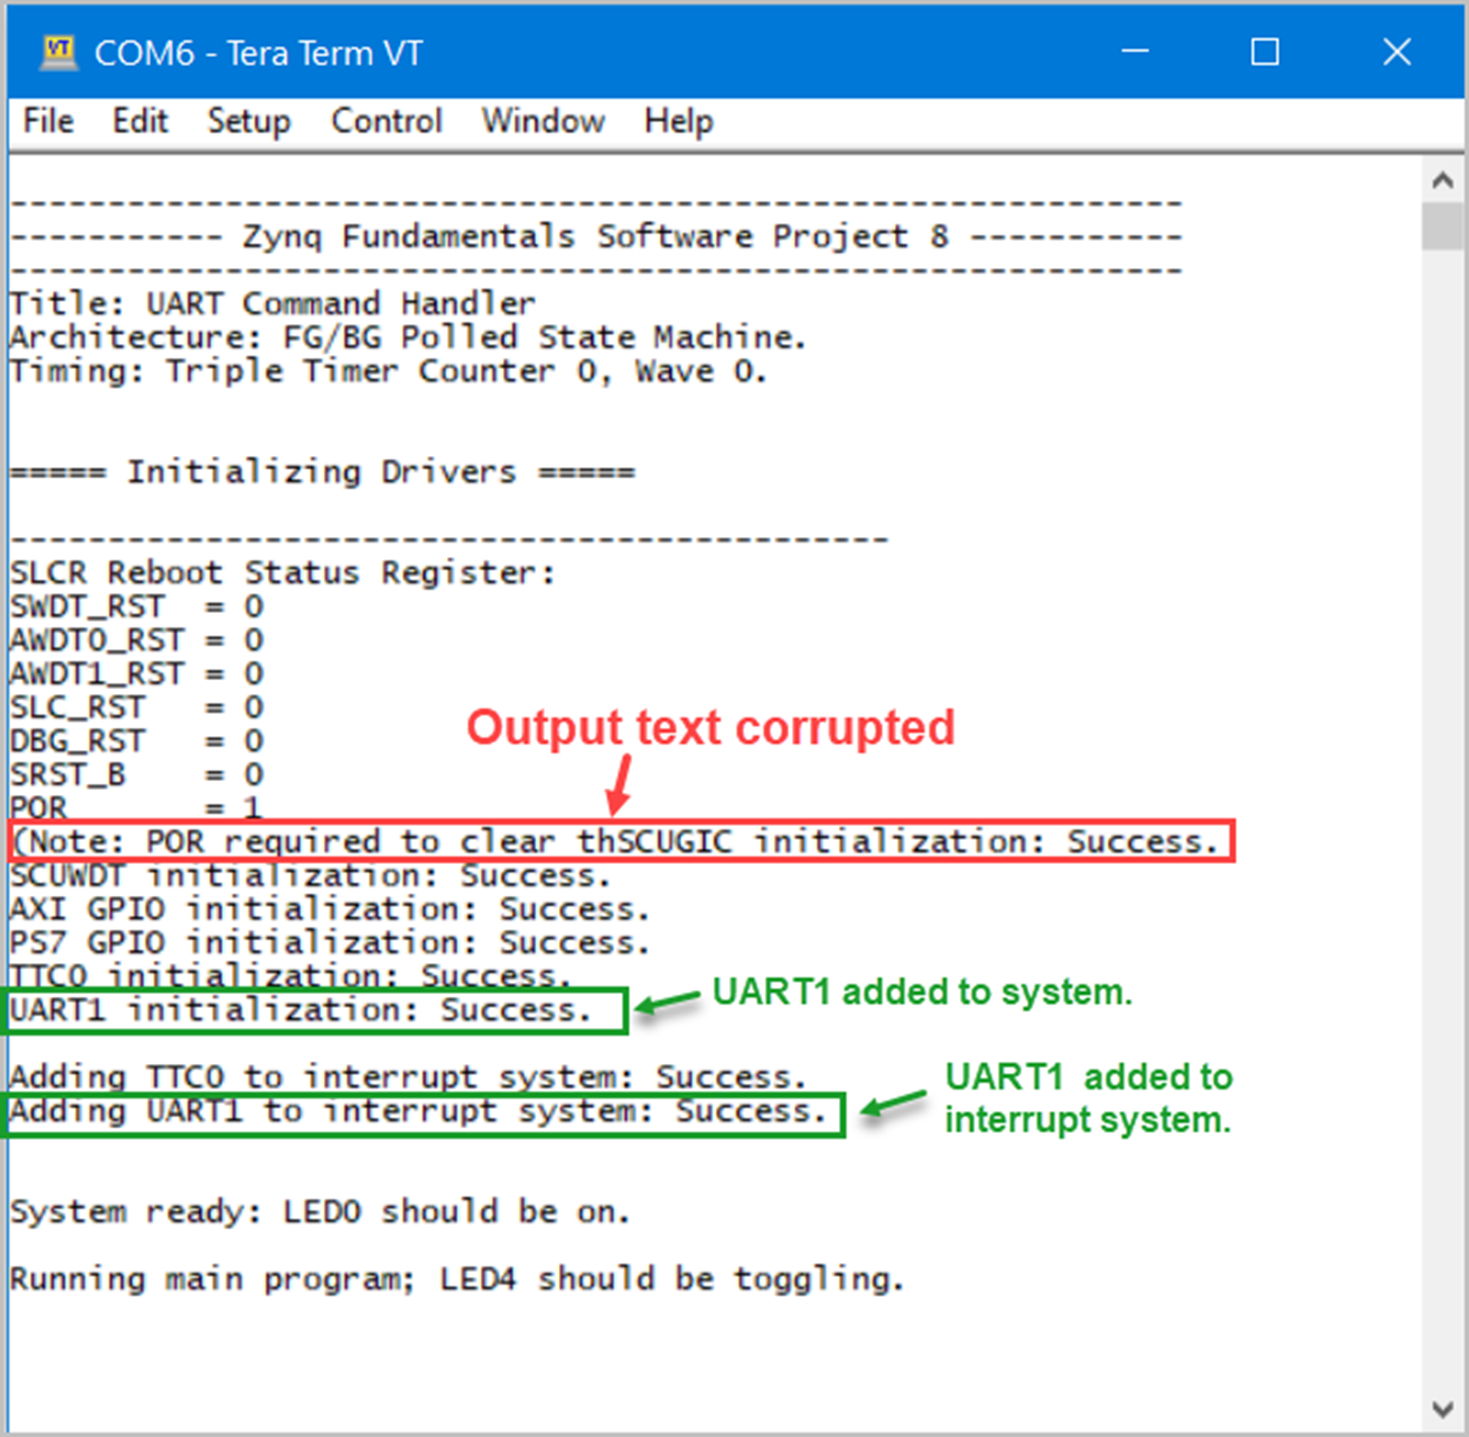 COM6 - Tera Term VT
File Edit Setup Control Window Help
------------------------------------------------------------
----------- Zynq Fundamentals Software Project 8 -----------
------------------------------------------------------------
Title: UART Command Handler
Architecture: FG/BG Polled State Machine.
Timing: Triple Timer Counter 0, Wave 0.
===== Initializing Drivers =====
---------------------------------------------
SLCR Reboot Status Register:
SWDT_RST  = 0
AWDT0_RST = 0
AWDT1_RST = 0
SLC_RST   = 0
DBG_RST   = 0
SRST_B    = 0
POR       = 1
Output text corrupted
(Note: POR required to clear thSCUGIC initialization: Success.
SCUWDT initialization: Success.
AXI GPIO initialization: Success.
PS7 GPIO initialization: Success.
TTC0 initialization: Success.
UART1 initialization: Success.
UART1 added to system.
Adding TTC0 to interrupt system: Success.
Adding UART1 to interrupt system: Success.
UART1 added to
interrupt system.
System ready: LED0 should be on.
Running main program; LED4 should be toggling.